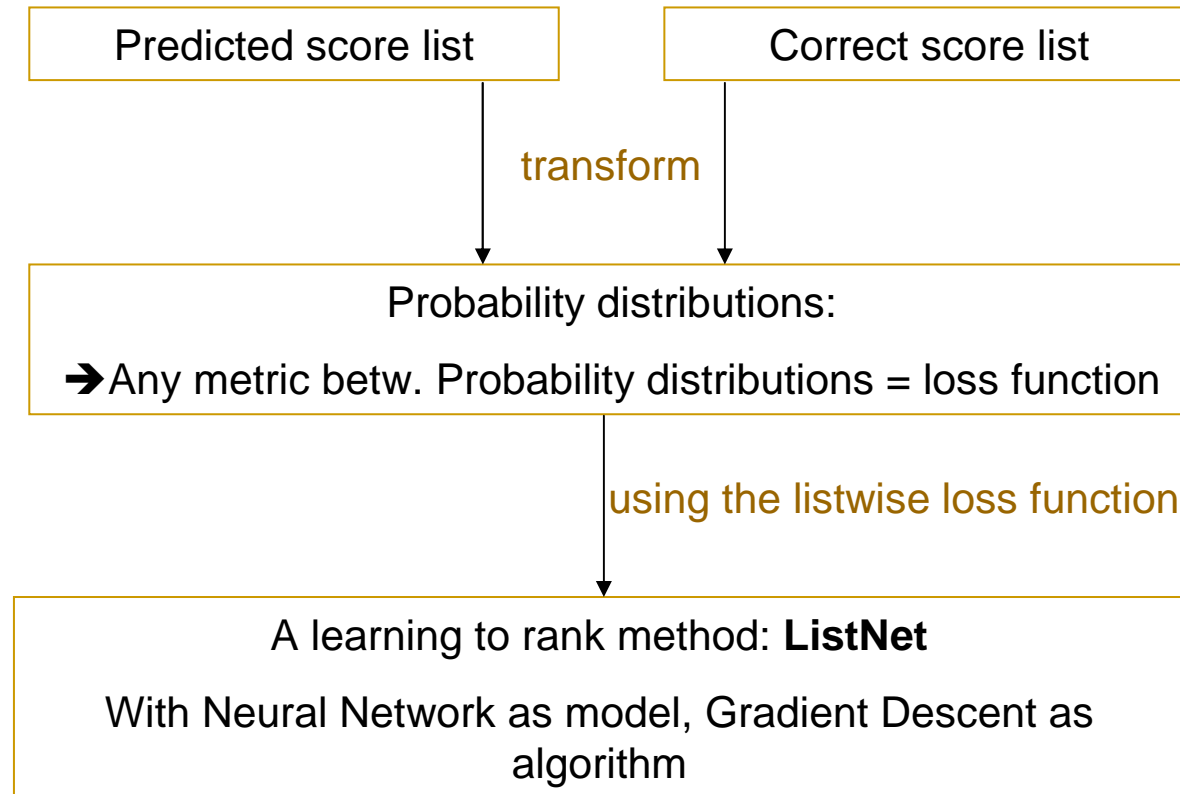 Predicted score list
Correct score list
transform
Probability distributions:
➔Any metric betw. Probability distributions = loss function
using the listwise loss function
A learning to rank method: ListNet
With Neural Network as model, Gradient Descent as
algorithm